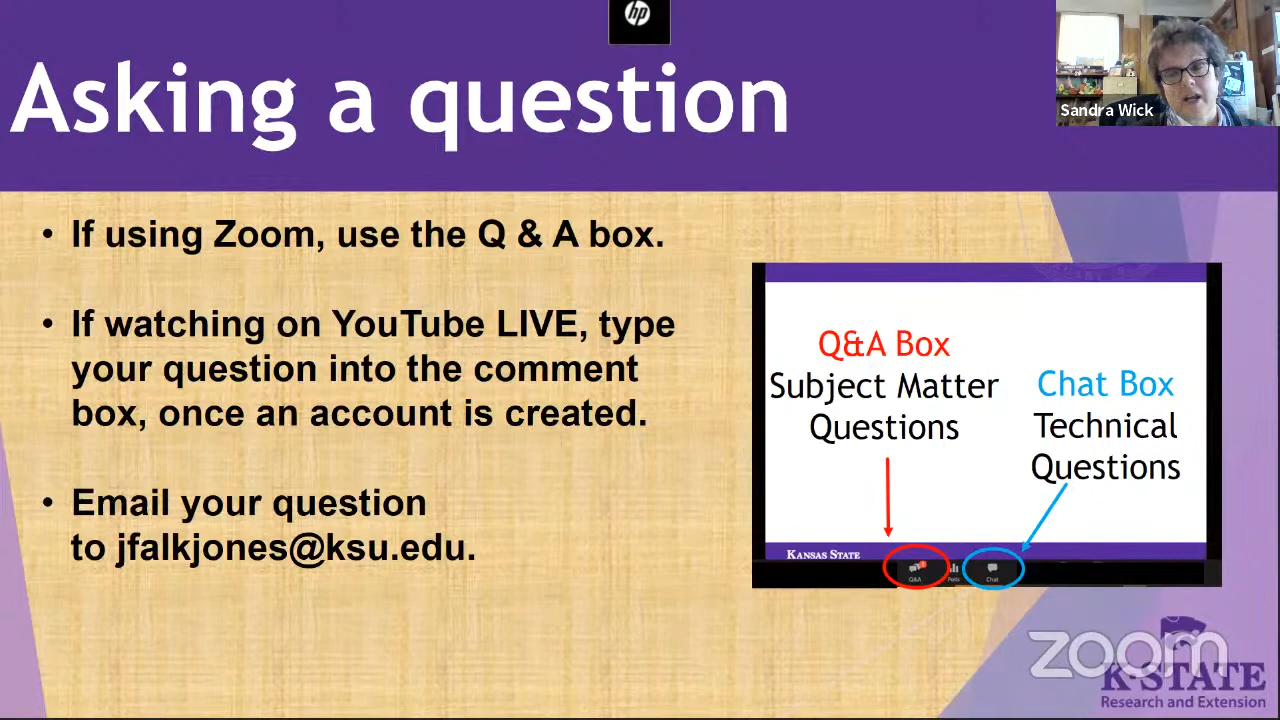 hp
Asking a question
Sandra Wick
• If using Zoom, use the Q & A box.
• If watching on YouTube LIVE, type
your question into the comment
box, once an account is created.
• Email your question
to jfalkjones@ksu.edu.
Q&A Box
Subject Matter
Questions
Chat Box
Technical
Questions
KANSAS STATE
Q&A
Polls
Chat
zoom
K-STATE
Research and Extension